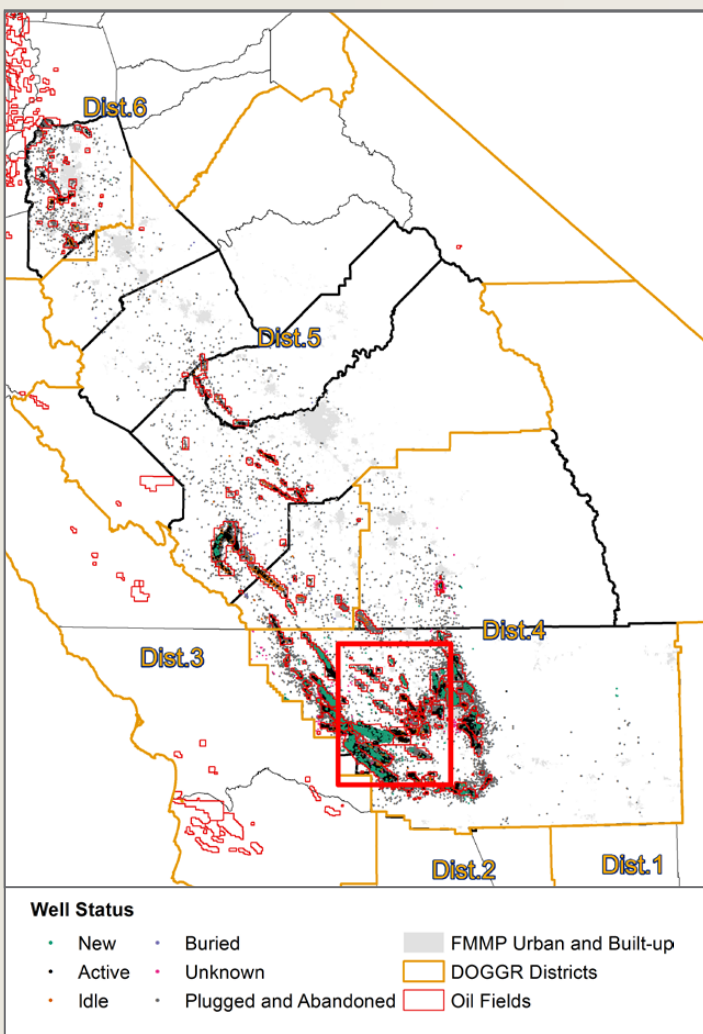 Dist.6
Dist.5
Dist.4
Dist.3
Dist.2
Dist.1
Well Status
New
Buried
FMMP Urban and Built-up
Active
Unknown
DOGGR Districts
Idle
Plugged and Abandoned
Oil Fields